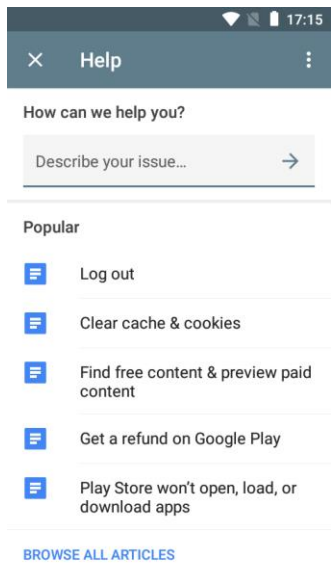 17:15
Help
How can we help you?
Describe your issue...
Popular
Log out
Clear cache & cookies
Find free content & preview paid
content
Get a refund on Google Play
Play Store won't open, load, or
download apps
BROWSE ALL ARTICLES